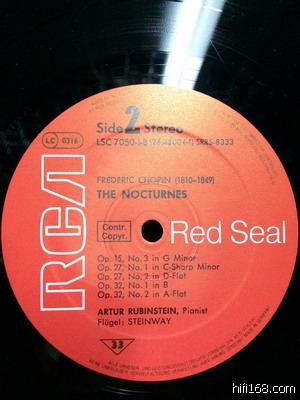 Side 2 Stereo
LC 0316
FREDERIC CHOPIN (1810-1849)
THE NOCTURNES
Contr.
Copyr.
RCA
Red Seal
Op. 15, No. 3 in G Minor
Op. 27, No. 1 in C-Sharp Minor
Op. 27, No. 2 in D-Flat
Op. 32, No. 1 in B
Op. 32, No. 2 in A-Flat
ARTUR RUBINSTEIN, Pianist
Flügel: STEINWAY
33
hifi168.com